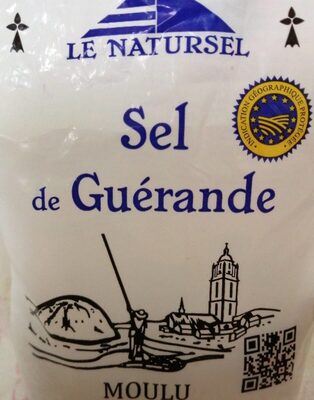 LE NATURSEL
INDICATION GÉOGRAPHIQUE PROTÉGÉE
Sel
de Guérande
MOULU